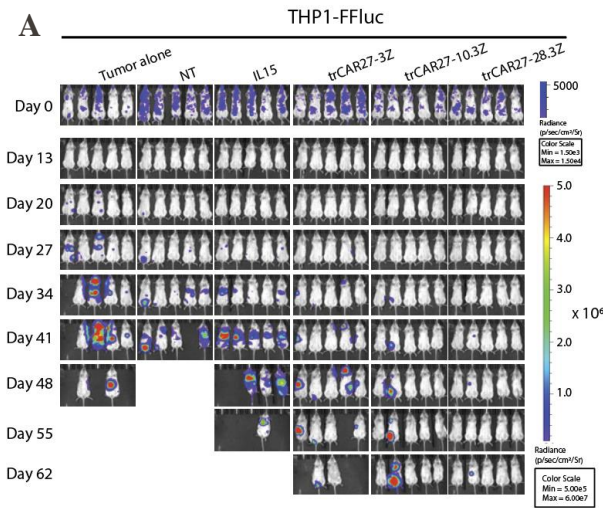 A
THP1-FFluc
Tumor alone
NT
IL15
trCAR27-3Z
trCAR27-10.3Z
trCAR27-28.3Z
Day 0
5000
Radiance
(p/sec/cm²/Sr)
Color Scale
Min = 1.50e3
Max = 1.50e4
Day 13
Day 20
Day 27
Day 34
Day 41
Day 48
Day 55
Day 62
5.0
4.0
3.0
x 10⁶
2.0
1.0
Radiance
(p/sec/cm²/Sr)
Color Scale
Min = 5.00e5
Max = 6.00e7